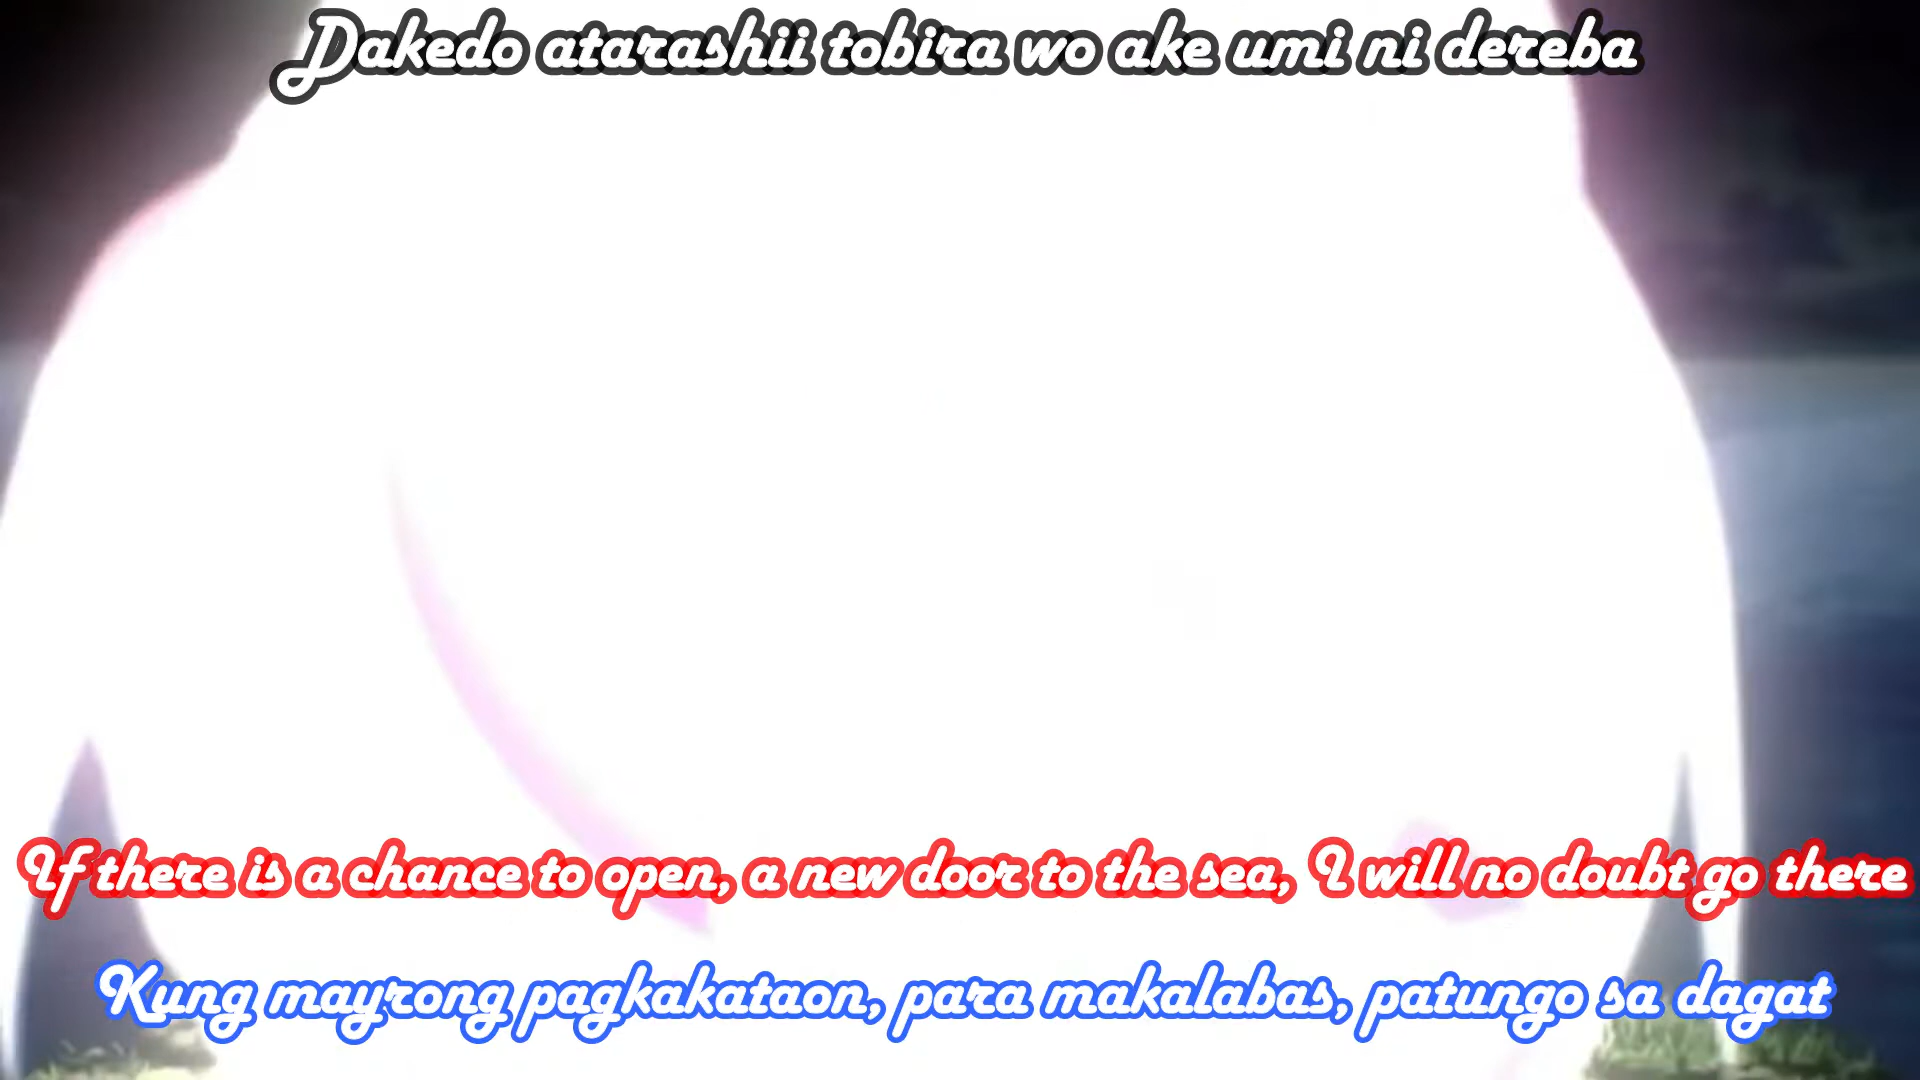 Dakedo atarashii tobira wo ake umi ni dereba
If there is a chance to open, a new door to the sea, I will no doubt go there
Kung mayrong pagkakataon, para makalabas, patungo sa dagat